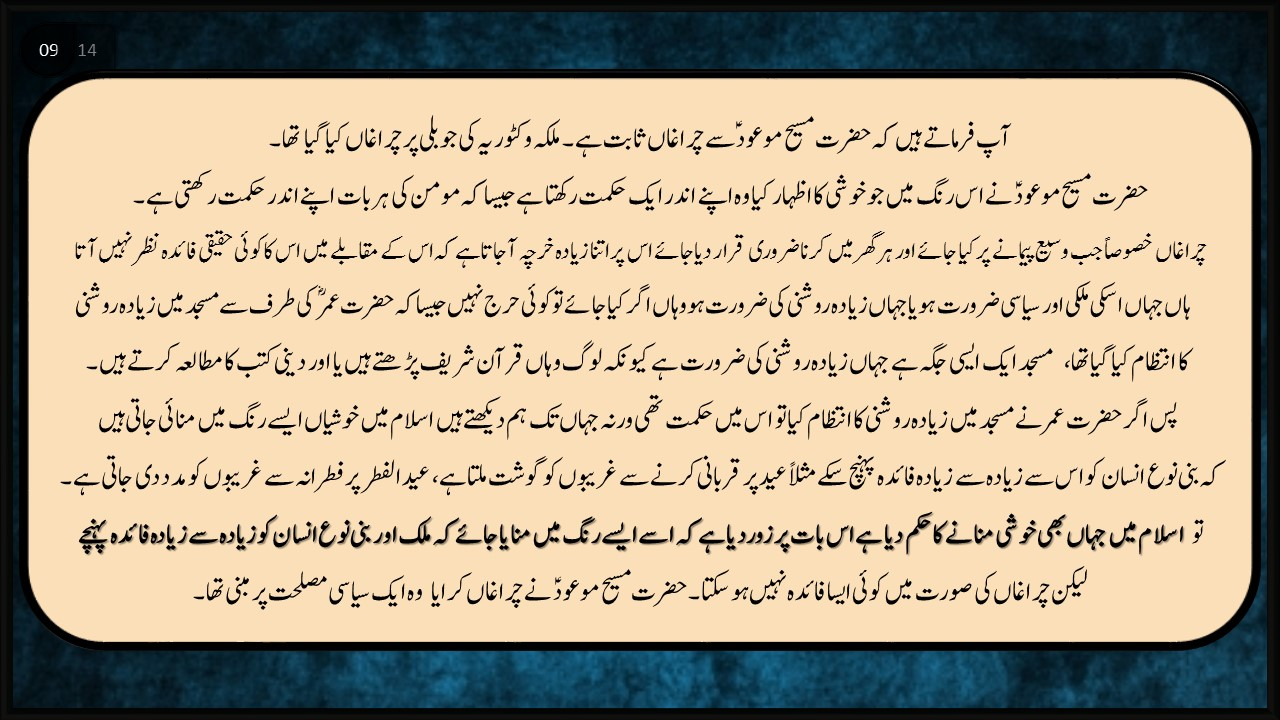 09 14
آپ فرماتے ہیں کہ حضرت مسیح موعودؑ سے چراغاں ثابت ہے۔ ملکہ وکٹوریہ کی جوبلی پر چراغاں کیا گیا تھا۔
حضرت مسیح موعودؑ نے اس رنگ میں جو خوشی کا اظہار کیا وہ اپنے اندر ایک حکمت رکھتا ہے جیسا کہ مومن کی ہر بات اپنے اندر حکمت رکھتی ہے۔
چراغاں خصوصاً جب وسیع پیمانے پر کیا جائے اور ہر گھر میں کرنا ضروری قرار دیا جائے اس پر اتنا زیادہ خرچہ آ جاتا ہے کہ اس کے مقابلے میں اس کا کوئی حقیقی فائدہ نظر نہیں آتا
ہاں جہاں اسکی ملکی اور سیاسی ضرورت ہو یا جہاں زیادہ روشنی کی ضرورت ہو وہاں اگر کیا جائے تو کوئی حرج نہیں جیسا کہ حضرت عمرؓ کی طرف سے مسجد میں زیادہ روشنی
کا انتظام کیا گیا تھا، مسجد ایک ایسی جگہ ہے جہاں زیادہ روشنی کی ضرورت ہے کیونکہ لوگ وہاں قرآن شریف پڑھتے ہیں یا اور دینی کتب کا مطالعہ کرتے ہیں۔
پس اگر حضرت عمر نے مسجد میں زیادہ روشنی کا انتظام کیا تو اس میں حکمت تھی ورنہ جہاں تک ہم دیکھتے ہیں اسلام میں خوشیاں ایسے رنگ میں منائی جاتی ہیں
کہ بنی نوع انسان کو اس سے زیادہ سے زیادہ فائدہ پہنچ سکے مثلاً عید پر قربانی کرنے سے غریبوں کو گوشت ملتا ہے، عید الفطر پر فطرانہ سے غریبوں کو مدد دی جاتی ہے۔
تو اسلام میں جہاں بھی خوشی منانے کا حکم دیا ہے اس بات پر زور دیا ہے کہ اسے ایسے رنگ میں منایا جائے کہ ملک اور بنی نوع انسان کو زیادہ سے زیادہ فائدہ پہنچے
لیکن چراغاں کی صورت میں کوئی ایسا فائدہ نہیں ہو سکتا۔ حضرت مسیح موعودؑ نے چراغاں کرایا وہ ایک سیاسی مصلحت پر مبنی تھا۔